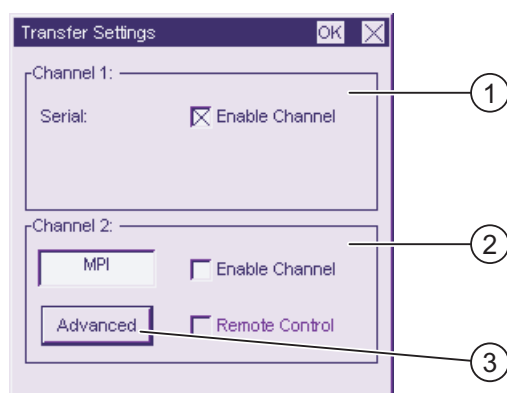 Transfer Settings OK
Channel 1:
Serial: Enable Channel
1
Channel 2:
MPI Enable Channel
2
Advanced Remote Control
3